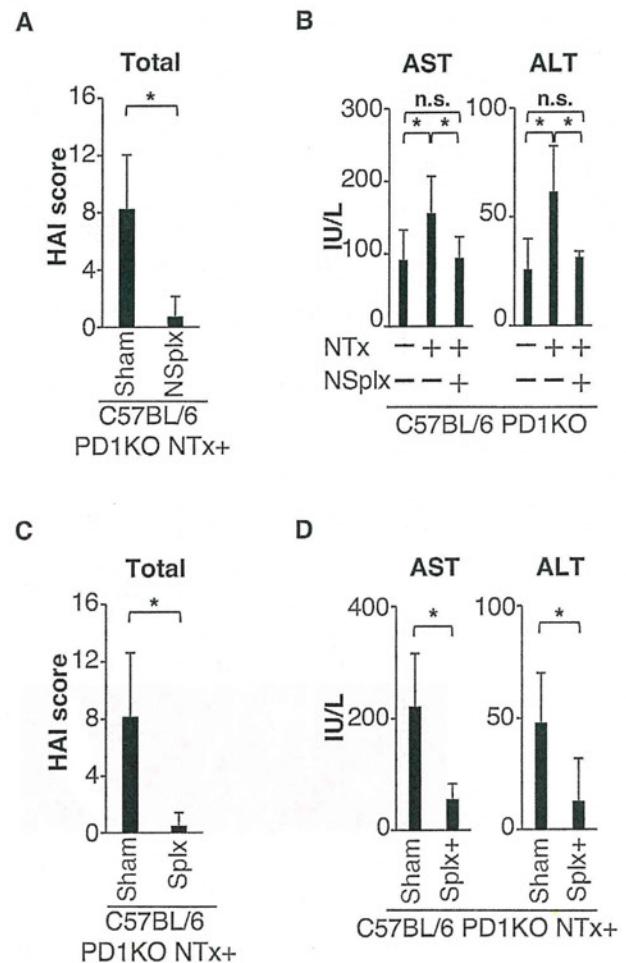 A
Total
*
16
12
8
4
0
HAI score
Sham
NSplx
C57BL/6
PD1KO NTx+
B
AST
n.s.
*
*
300
200
100
0
IU/L
ALT
n.s.
*
*
100
50
0
NTx − + + − + +
NSplx − − + − − +
C57BL/6 PD1KO
C
Total
*
16
12
8
4
0
HAI score
Sham
Splx
C57BL/6
PD1KO NTx+
D
AST
*
400
200
0
IU/L
Sham
Splx+
ALT
*
100
50
0
Sham
Splx+
C57BL/6 PD1KO NTx+